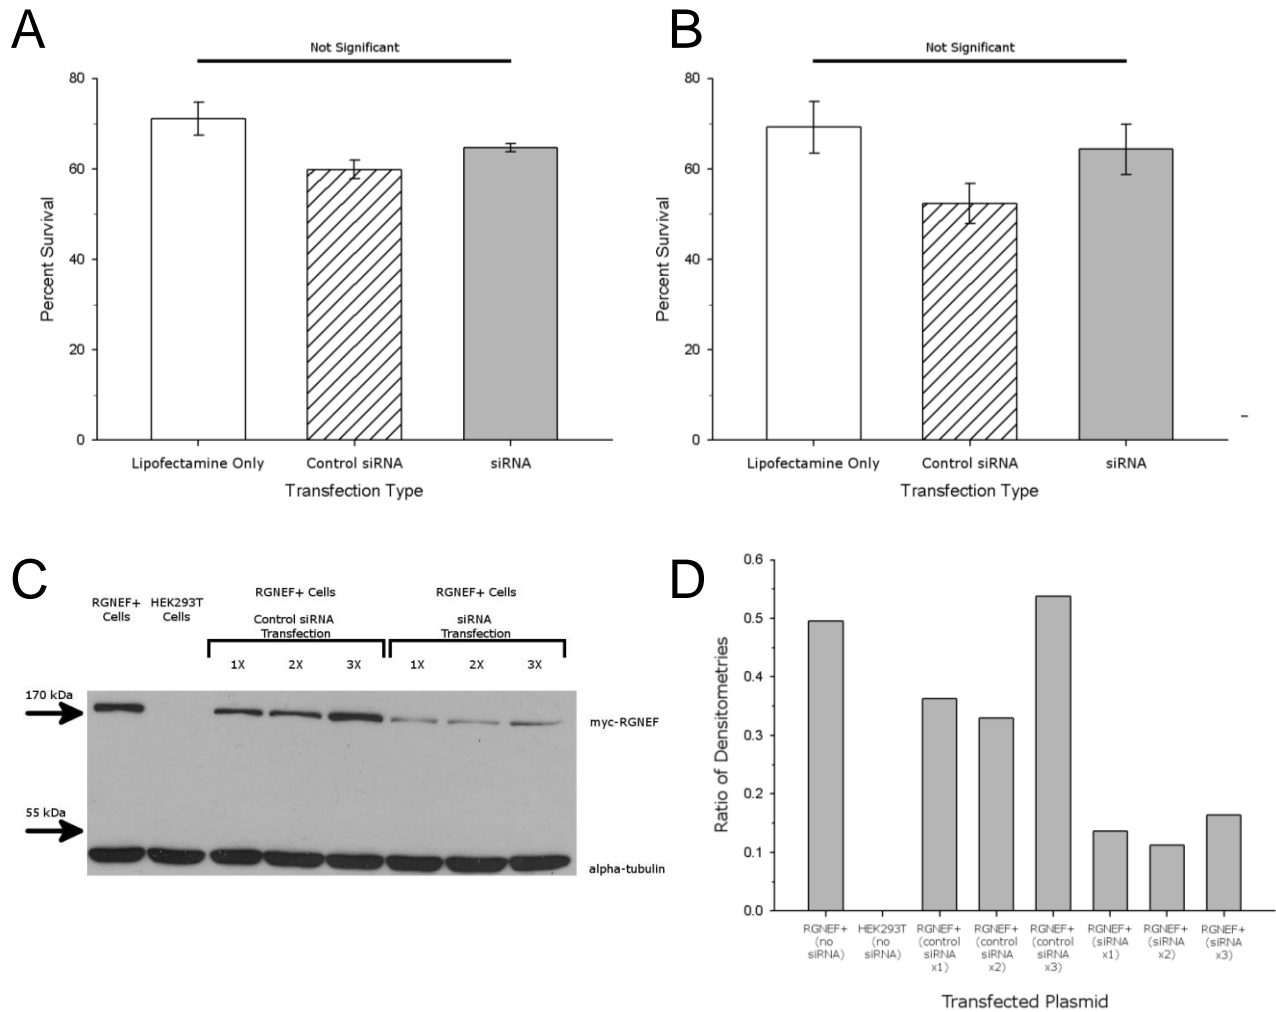 A
Not Significant
80
60
40
20
0
Percent Survival
Lipofectamine Only
Control siRNA
siRNA
Transfection Type
B
Not Significant
80
60
40
20
0
Percent Survival
Lipofectamine Only
Control siRNA
siRNA
Transfection Type
C
RGNEF+
Cells
HEK293T
Cells
RGNEF+ Cells
Control siRNA
Transfection
1X
2X
3X
RGNEF+ Cells
siRNA
Transfection
1X
2X
3X
170 kDa
myc-RGNEF
55 kDa
alpha-tubulin
D
0.6
0.5
0.4
0.3
0.2
0.1
0.0
Ratio of Densitometries
RGNEF+
(no
siRNA)
HEK293T
(no
siRNA)
RGNEF+
(control
siRNA
x1)
RGNEF+
(control
siRNA
x2)
RGNEF+
(control
siRNA
x3)
RGNEF+
(siRNA
x1)
RGNEF+
(siRNA
x2)
RGNEF+
(siRNA
x3)
Transfected Plasmid